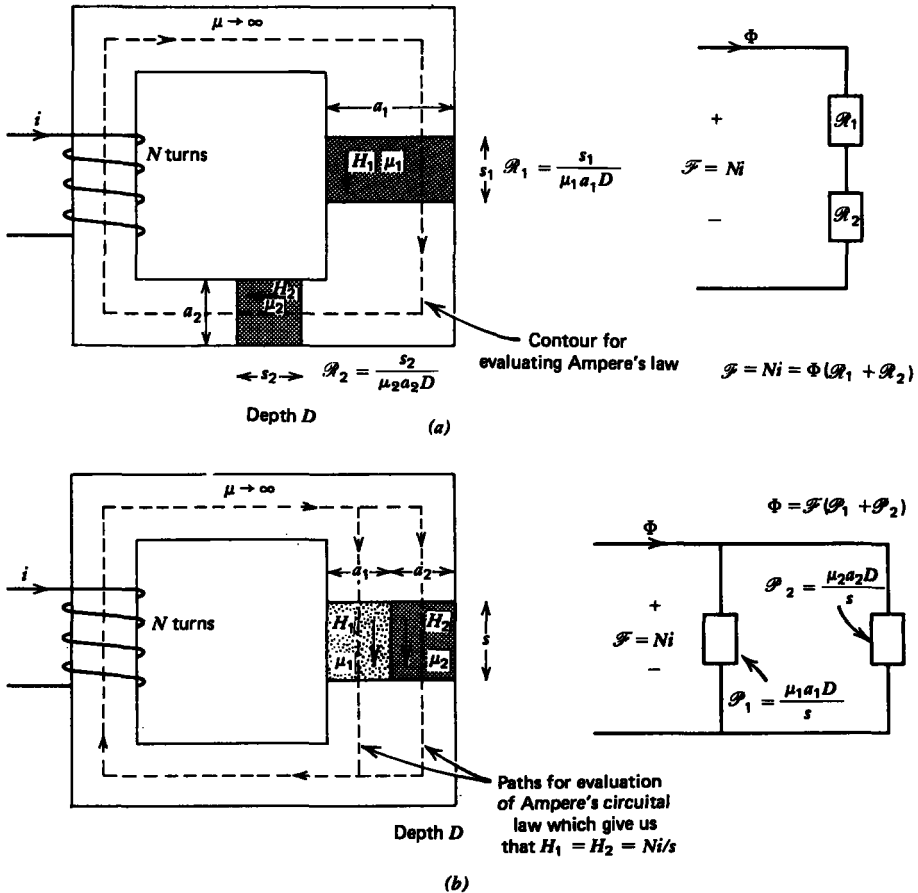 μ → ∞
Φ
a₁
i
N turns
H₁ μ₁
s₁
ℛ₁ = s₁ / μ₁a₁D
+
ℱ = Ni
−
ℛ₁
ℛ₂
a₂
H₂
μ₂
Contour for
evaluating Ampere's law
s₂
ℛ₂ = s₂ / μ₂a₂D
ℱ = Ni = Φ(ℛ₁ + ℛ₂)
Depth D
(a)
μ → ∞
Φ = ℱ(𝒫₁ + 𝒫₂)
Φ
i
a₁
a₂
N turns
H₁
μ₁
H₂
μ₂
s
+
ℱ = Ni
−
𝒫₂ = μ₂a₂D / s
𝒫₁ = μ₁a₁D / s
Paths for evaluation
of Ampere's circuital
law which give us
that H₁ = H₂ = Ni/s
Depth D
(b)